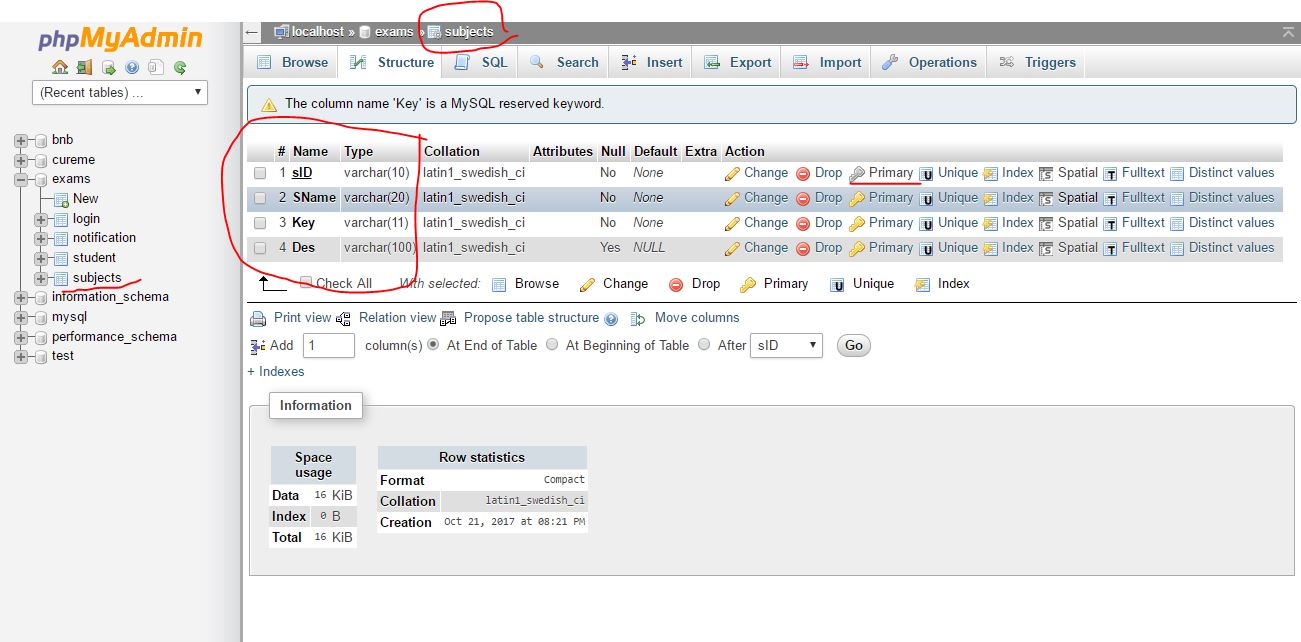 phpMyAdmin
(Recent tables) ...
bnb
cureme
exams
New
login
notification
student
subjects
information_schema
mysql
performance_schema
test
localhost » exams » subjects
Browse Structure SQL Search Insert Export Import Operations Triggers
The column name 'Key' is a MySQL reserved keyword.
# Name Type Collation Attributes Null Default Extra Action
1 sID varchar(10) latin1_swedish_ci No None Change Drop Primary Unique Index Spatial Fulltext Distinct values
2 SName varchar(20) latin1_swedish_ci No None Change Drop Primary Unique Index Spatial Fulltext Distinct values
3 Key varchar(11) latin1_swedish_ci No None Change Drop Primary Unique Index Spatial Fulltext Distinct values
4 Des varchar(100) latin1_swedish_ci Yes NULL Change Drop Primary Unique Index Spatial Fulltext Distinct values
Check All With selected: Browse Change Drop Primary Unique Index
Print view Relation view Propose table structure Move columns
Add 1 column(s) At End of Table At Beginning of Table After sID Go
+ Indexes
Information
Space usage
Data 16 KiB
Index 0 B
Total 16 KiB
Row statistics
Format Compact
Collation latin1_swedish_ci
Creation Oct 21, 2017 at 08:21 PM